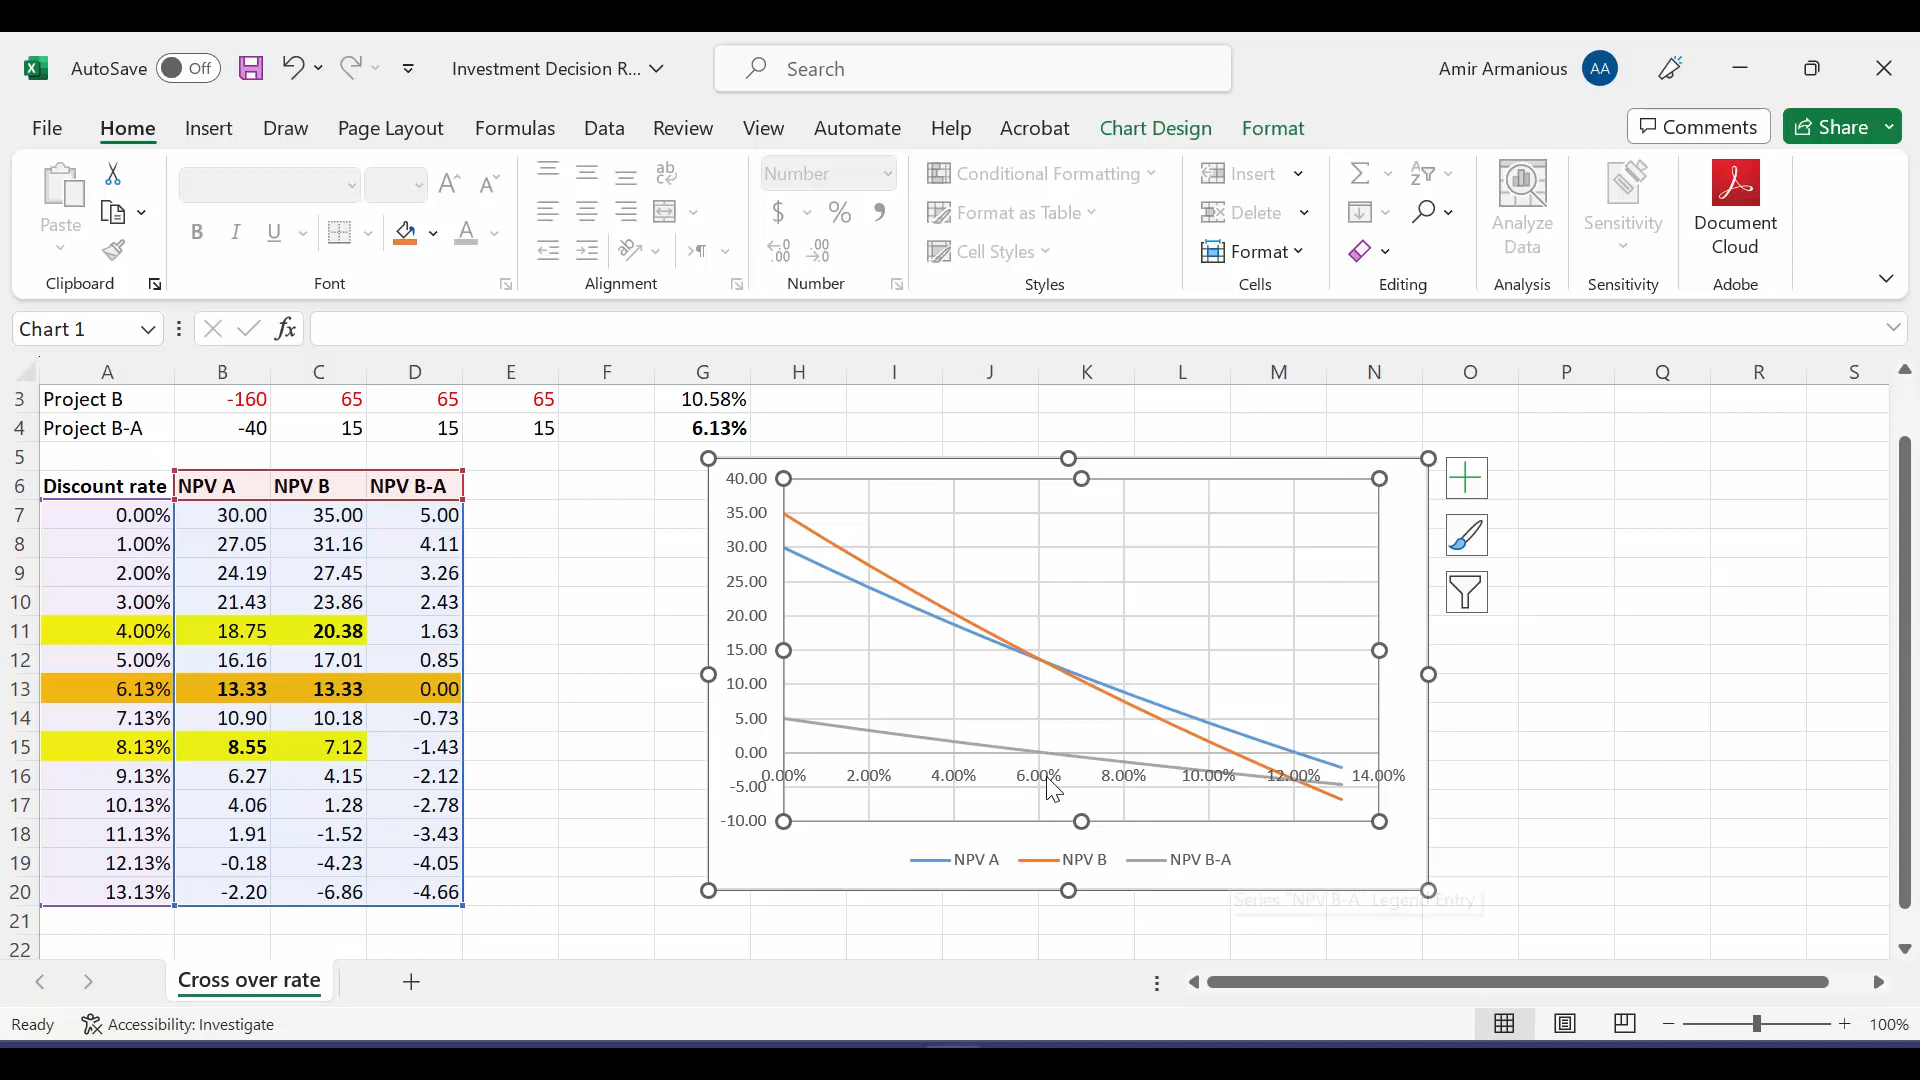 AutoSave Off Investment Decision R... Search Amir Armanious AA
File Home Insert Draw Page Layout Formulas Data Review View Automate Help Acrobat Chart Design Format Comments Share
Paste
Clipboard
B I U A
Font
ab
Alignment
Number
$ % 9
Number
Conditional Formatting
Format as Table
Cell Styles
Styles
Insert
Delete
Format
Cells
Editing
Analyze Data
Analysis
Sensitivity
Sensitivity
Document Cloud
Adobe
Chart 1 fx
A B C D E F G H I J K L M N O P Q R S
3 Project B -160 65 65 65 10.58%
4 Project B-A -40 15 15 15 6.13%
5
6 Discount rate NPV A NPV B NPV B-A
7 0.00% 30.00 35.00 5.00
8 1.00% 27.05 31.16 4.11
9 2.00% 24.19 27.45 3.26
10 3.00% 21.43 23.86 2.43
11 4.00% 18.75 20.38 1.63
12 5.00% 16.16 17.01 0.85
13 6.13% 13.33 13.33 0.00
14 7.13% 10.90 10.18 -0.73
15 8.13% 8.55 7.12 -1.43
16 9.13% 6.27 4.15 -2.12
17 10.13% 4.06 1.28 -2.78
18 11.13% 1.91 -1.52 -3.43
19 12.13% -0.18 -4.23 -4.05
20 13.13% -2.20 -6.86 -4.66
21
22
40.00
35.00
30.00
25.00
20.00
15.00
10.00
5.00
0.00
0.00% 2.00% 4.00% 6.00% 8.00% 10.00% 12.00% 14.00%
-5.00
-10.00
NPV A NPV B NPV B-A
Series "NPV B-A" Legend Entry
Cross over rate
Ready Accessibility: Investigate 100%